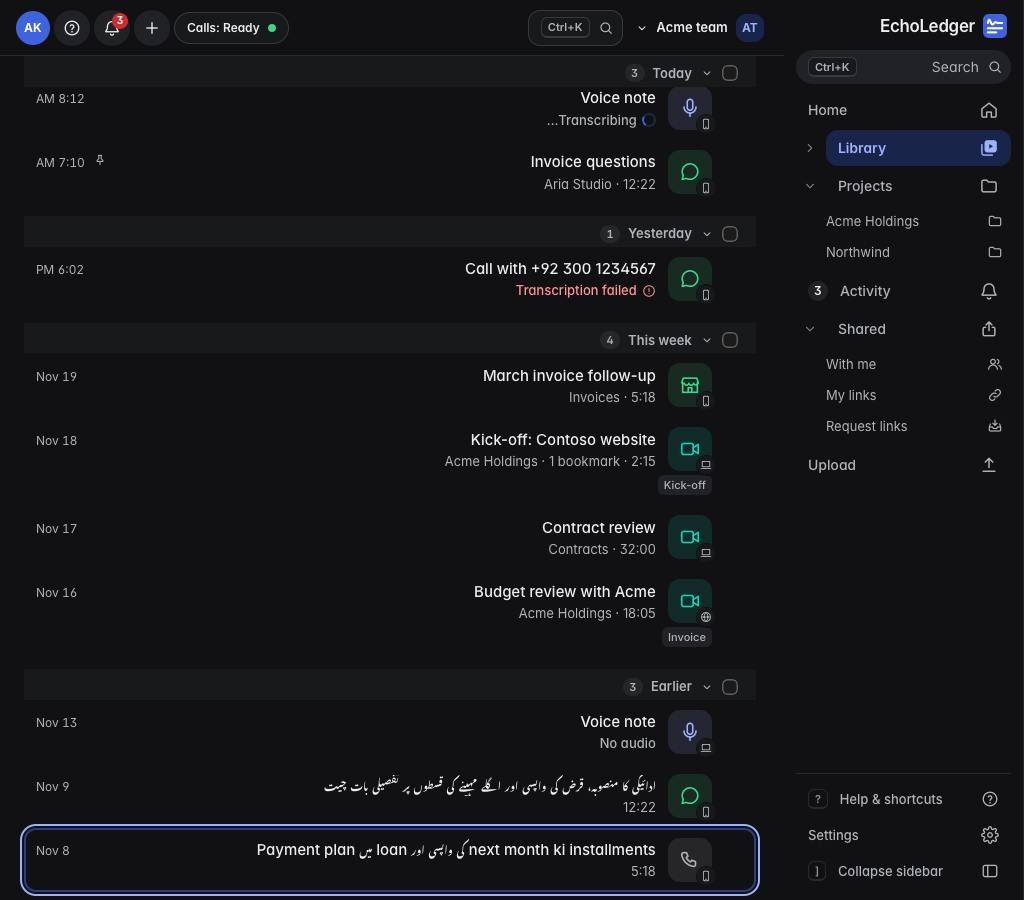 AK
3
Calls: Ready
Ctrl+K
Acme team
AT
EchoLedger
Ctrl+K
Search
Home
Library
Projects
Acme Holdings
Northwind
3
Activity
Shared
With me
My links
Request links
Upload
?
Help & shortcuts
Settings
]
Collapse sidebar
3 Today
AM 8:12
Voice note
...Transcribing
AM 7:10
Invoice questions
Aria Studio · 12:22
1 Yesterday
PM 6:02
Call with +92 300 1234567
Transcription failed
4 This week
Nov 19
March invoice follow-up
Invoices · 5:18
Nov 18
Kick-off: Contoso website
Acme Holdings · 1 bookmark · 2:15
Kick-off
Nov 17
Contract review
Contracts · 32:00
Nov 16
Budget review with Acme
Acme Holdings · 18:05
Invoice
3 Earlier
Nov 13
Voice note
No audio
Nov 9
ادائیگی کا منصوبہ، قرض کی واپسی اور اگلے مہینے کی قسطوں پر تفصیلی بات چیت
12:22
Nov 8
Payment plan میں loan کی واپسی اور next month ki installments
5:18